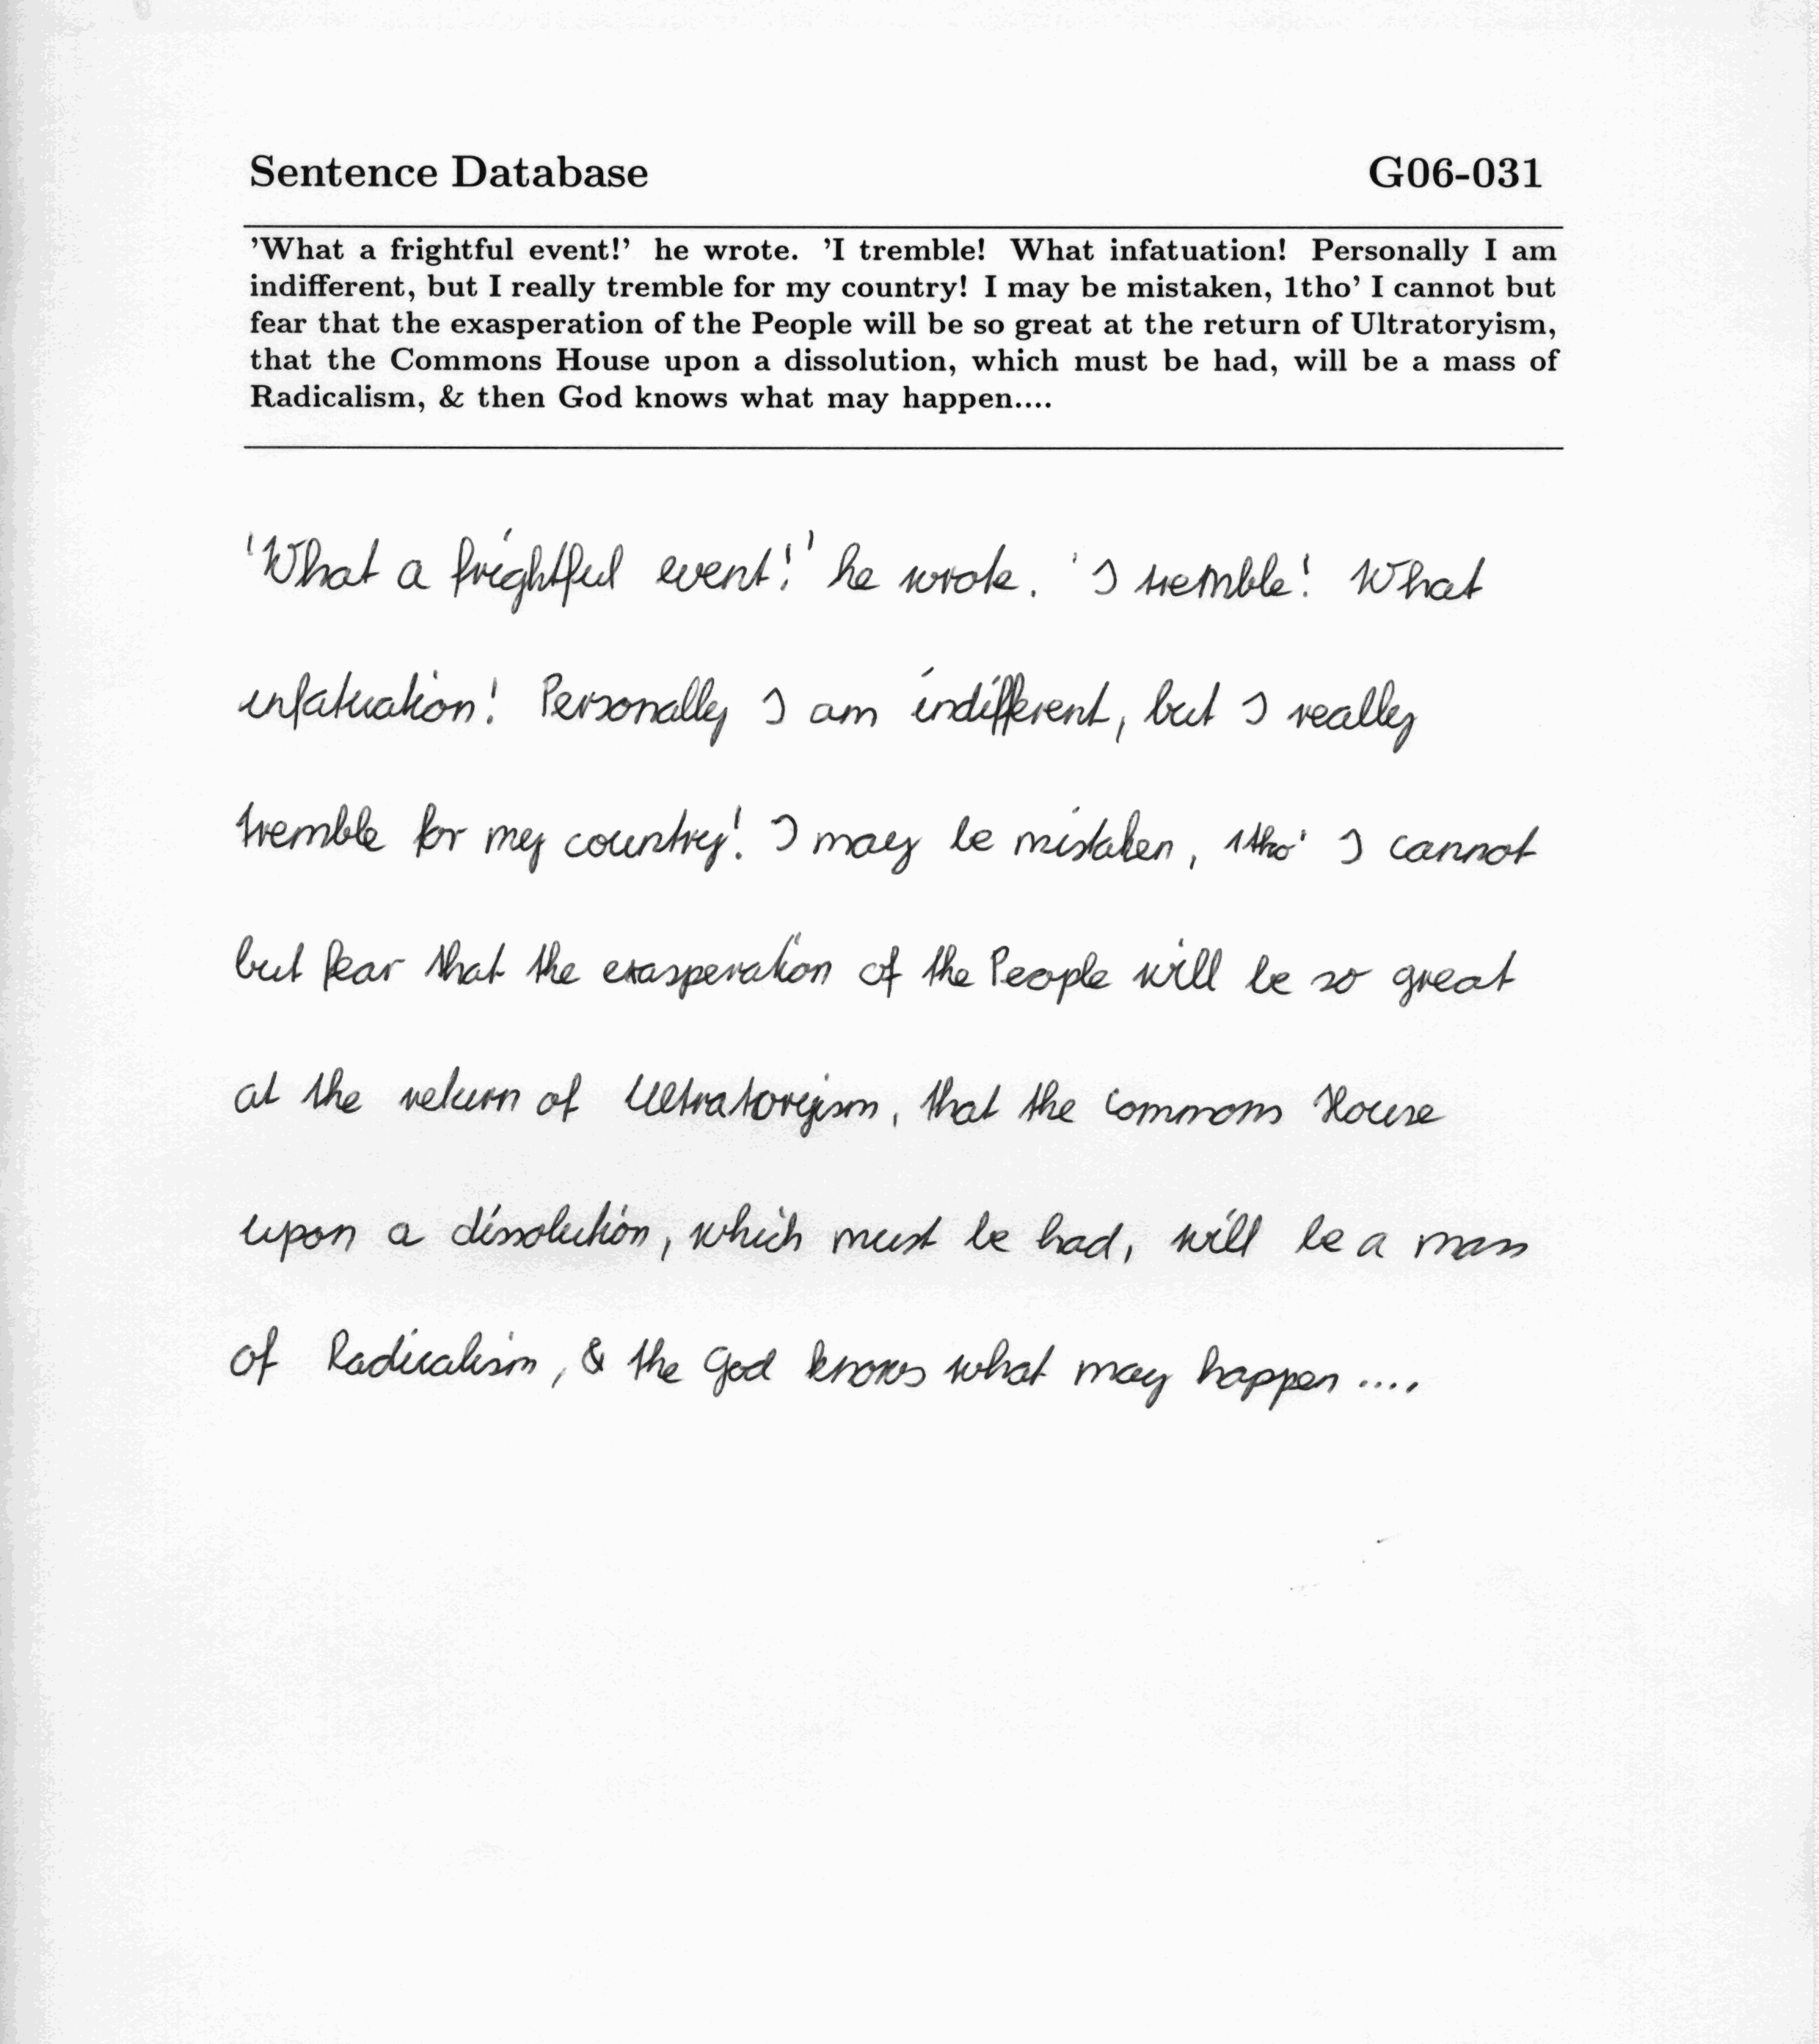 Sentence Database G06-031
’What a frightful event!’ he wrote. ’I tremble! What infatuation! Personally I am
indifferent, but I really tremble for my country! I may be mistaken, 1tho’ I cannot but
fear that the exasperation of the People will be so great at the return of Ultratoryism,
that the Commons House upon a dissolution, which must be had, will be a mass of
Radicalism, & then God knows what may happen....
'What a frightful event!' he wrote. 'I tremble! What
infatuation! Personally I am indifferent, but I really
tremble for my country! I may be mistaken, 1tho' I cannot
but fear that the exasperation of the People will be so great
at the return of Ultratoryism, that the Commons House
upon a dissolution, which must be had, will be a mass
of Radicalism, & the God knows what may happen ....